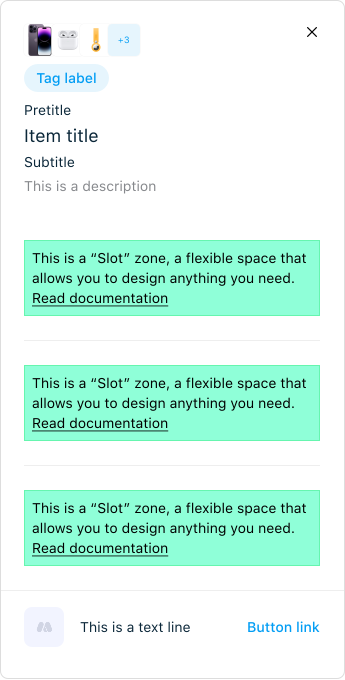 +3
Tag label
Pretitle
Item title
Subtitle
This is a description
This is a “Slot” zone, a flexible space that
allows you to design anything you need.
Read documentation
This is a “Slot” zone, a flexible space that
allows you to design anything you need.
Read documentation
This is a “Slot” zone, a flexible space that
allows you to design anything you need.
Read documentation
This is a text line
Button link